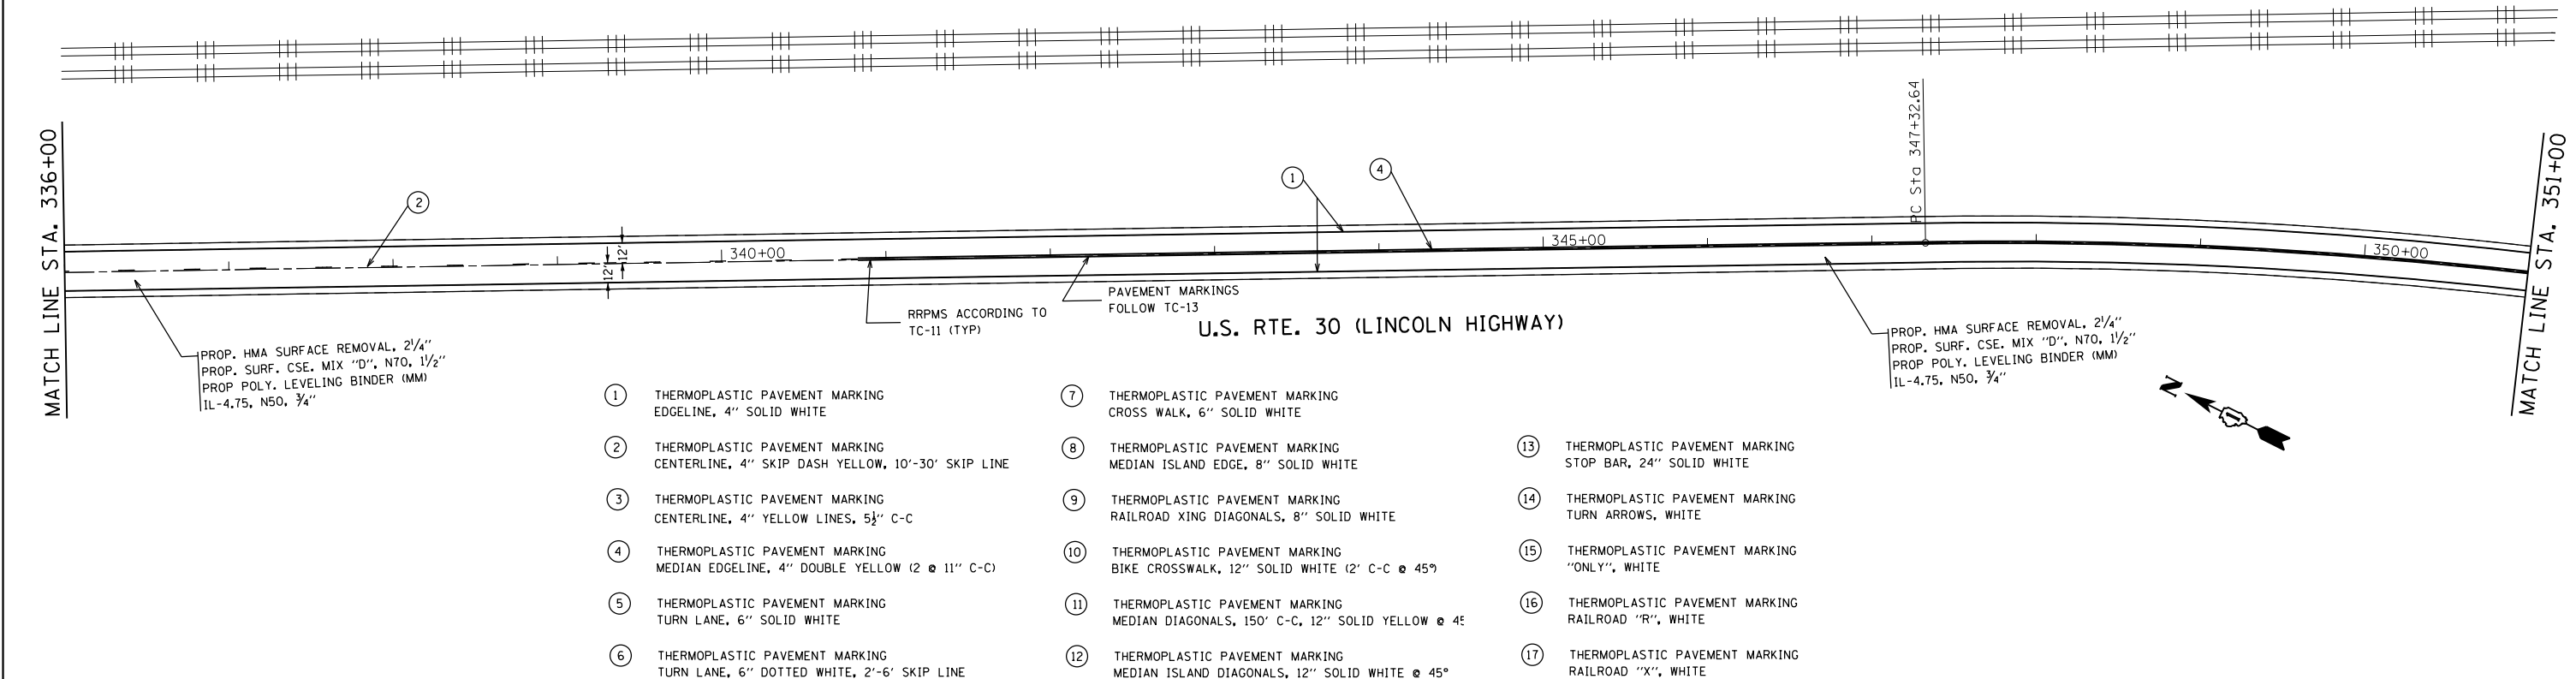 PC Sta 347+32.64
MATCH LINE STA. 336+00
MATCH LINE STA. 351+00
1
4
2
12'
12'
340+00
345+00
350+00
RRPMS ACCORDING TO
TC-11 (TYP)
PAVEMENT MARKINGS
FOLLOW TC-13
U.S. RTE. 30 (LINCOLN HIGHWAY)
PROP. HMA SURFACE REMOVAL, 2 1/4"
PROP. SURF. CSE. MIX "D", N70, 1 1/2"
PROP POLY. LEVELING BINDER (MM)
IL-4.75, N50, 3/4"
PROP. HMA SURFACE REMOVAL, 2 1/4"
PROP. SURF. CSE. MIX "D", N70, 1 1/2"
PROP POLY. LEVELING BINDER (MM)
IL-4.75, N50, 3/4"
N
1 THERMOPLASTIC PAVEMENT MARKING
EDGELINE, 4" SOLID WHITE
2 THERMOPLASTIC PAVEMENT MARKING
CENTERLINE, 4" SKIP DASH YELLOW, 10'-30' SKIP LINE
3 THERMOPLASTIC PAVEMENT MARKING
CENTERLINE, 4" YELLOW LINES, 5 1/2" C-C
4 THERMOPLASTIC PAVEMENT MARKING
MEDIAN EDGELINE, 4" DOUBLE YELLOW (2 @ 11" C-C)
5 THERMOPLASTIC PAVEMENT MARKING
TURN LANE, 6" SOLID WHITE
6 THERMOPLASTIC PAVEMENT MARKING
TURN LANE, 6" DOTTED WHITE, 2'-6' SKIP LINE
7 THERMOPLASTIC PAVEMENT MARKING
CROSS WALK, 6" SOLID WHITE
8 THERMOPLASTIC PAVEMENT MARKING
MEDIAN ISLAND EDGE, 8" SOLID WHITE
9 THERMOPLASTIC PAVEMENT MARKING
RAILROAD XING DIAGONALS, 8" SOLID WHITE
10 THERMOPLASTIC PAVEMENT MARKING
BIKE CROSSWALK, 12" SOLID WHITE (2' C-C @ 45°)
11 THERMOPLASTIC PAVEMENT MARKING
MEDIAN DIAGONALS, 150' C-C, 12" SOLID YELLOW @
12 THERMOPLASTIC PAVEMENT MARKING
MEDIAN ISLAND DIAGONALS, 12" SOLID WHITE @ 45°
13 THERMOPLASTIC PAVEMENT MARKING
STOP BAR, 24" SOLID WHITE
14 THERMOPLASTIC PAVEMENT MARKING
TURN ARROWS, WHITE
15 THERMOPLASTIC PAVEMENT MARKING
"ONLY", WHITE
16 THERMOPLASTIC PAVEMENT MARKING
RAILROAD "R", WHITE
17 THERMOPLASTIC PAVEMENT MARKING
RAILROAD "X", WHITE